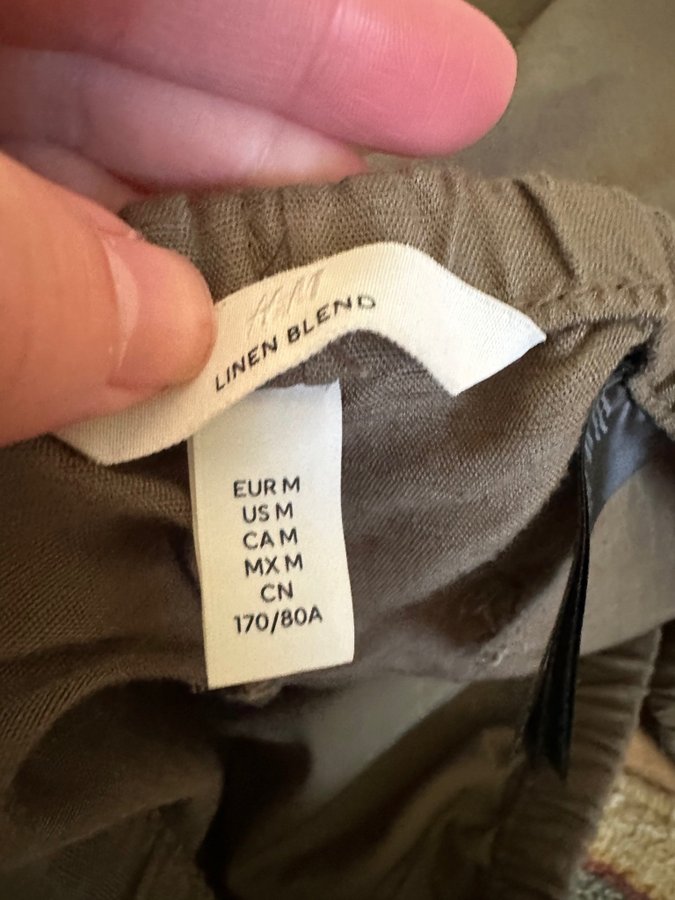 H&M
LINEN BLEND
EUR M
US M
CA M
MX M
CN
170/80A